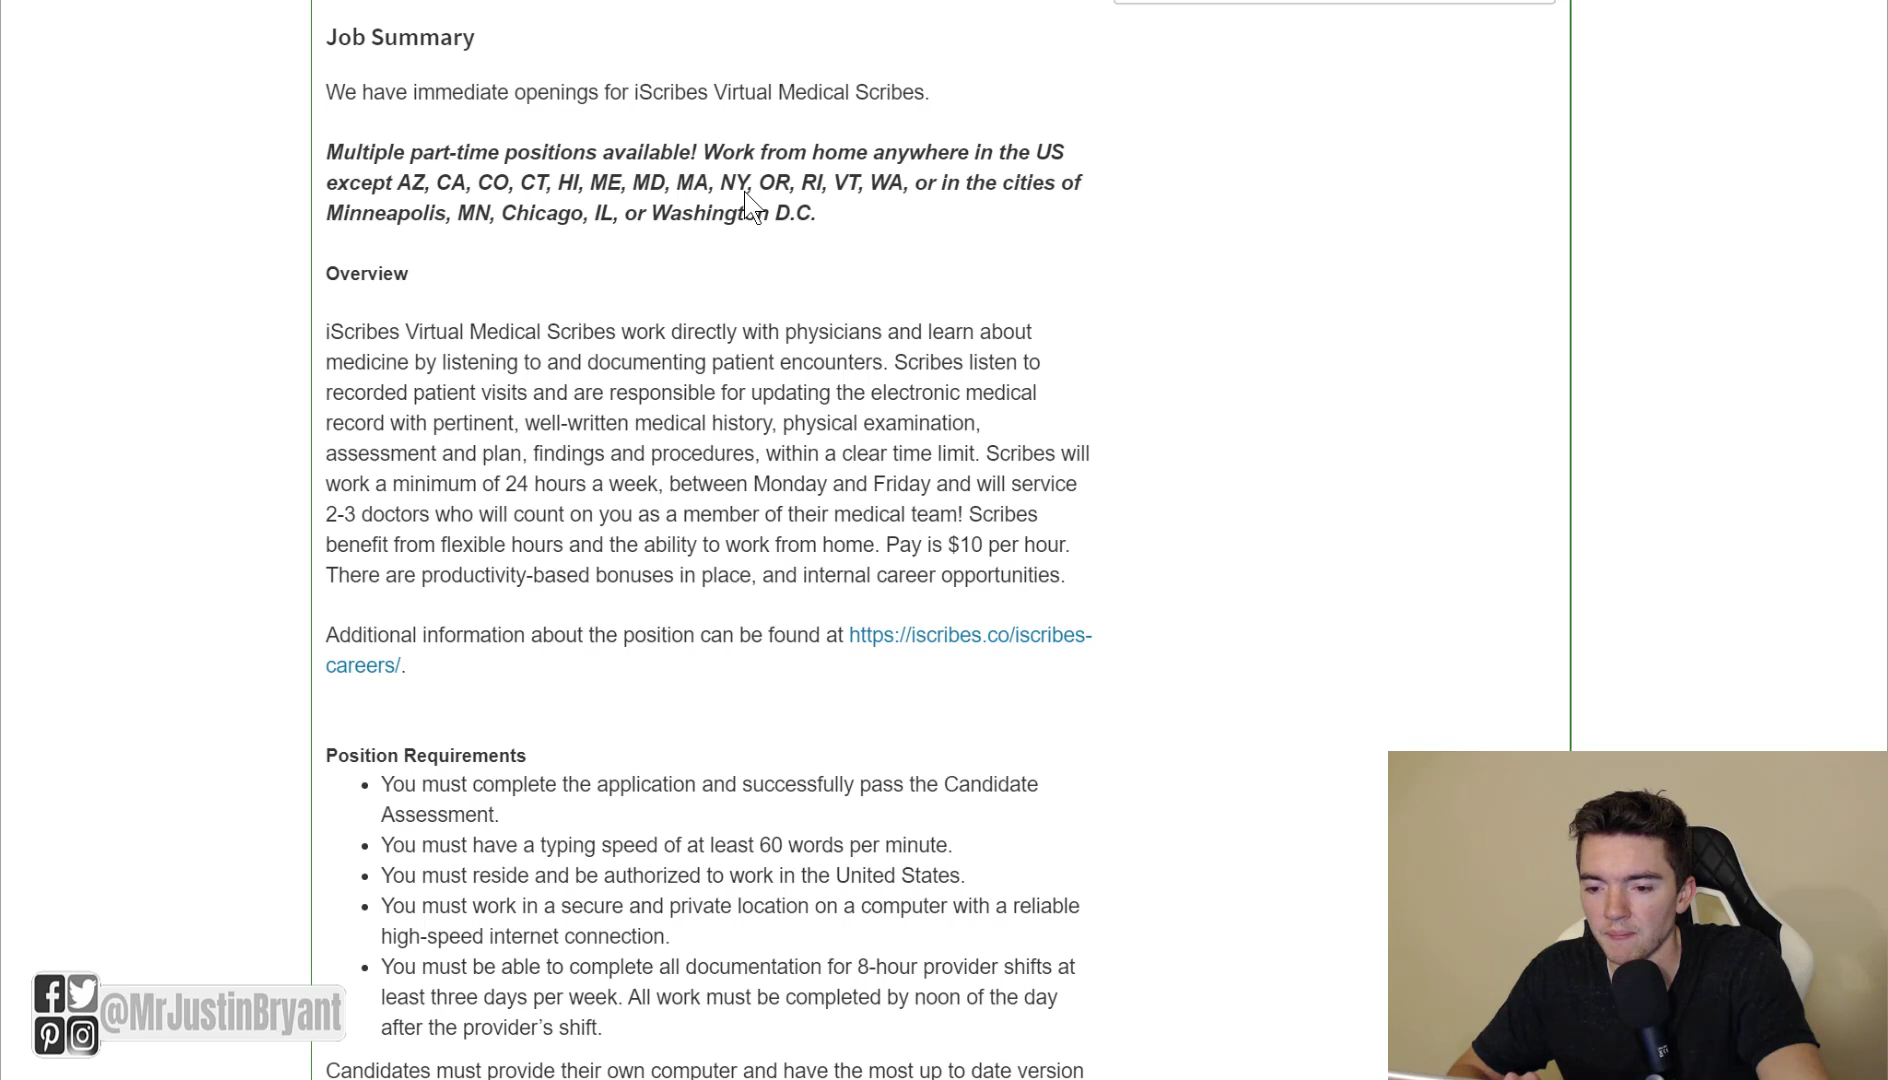 Job Summary
We have immediate openings for iScribes Virtual Medical Scribes.
Multiple part-time positions available! Work from home anywhere in the US
except AZ, CA, CO, CT, HI, ME, MD, MA, NY, OR, RI, VT, WA, or in the cities of
Minneapolis, MN, Chicago, IL, or Washington D.C.
Overview
iScribes Virtual Medical Scribes work directly with physicians and learn about
medicine by listening to and documenting patient encounters. Scribes listen to
recorded patient visits and are responsible for updating the electronic medical
record with pertinent, well-written medical history, physical examination,
assessment and plan, findings and procedures, within a clear time limit. Scribes will
work a minimum of 24 hours a week, between Monday and Friday and will service
2-3 doctors who will count on you as a member of their medical team! Scribes
benefit from flexible hours and the ability to work from home. Pay is $10 per hour.
There are productivity-based bonuses in place, and internal career opportunities.
Additional information about the position can be found at https://iscribes.co/iscribes-
careers/.
Position Requirements
• You must complete the application and successfully pass the Candidate
Assessment.
• You must have a typing speed of at least 60 words per minute.
• You must reside and be authorized to work in the United States.
• You must work in a secure and private location on a computer with a reliable
high-speed internet connection.
• You must be able to complete all documentation for 8-hour provider shifts at
least three days per week. All work must be completed by noon of the day
after the provider's shift.
Candidates must provide their own computer and have the most up to date version
@MrJustinBryant